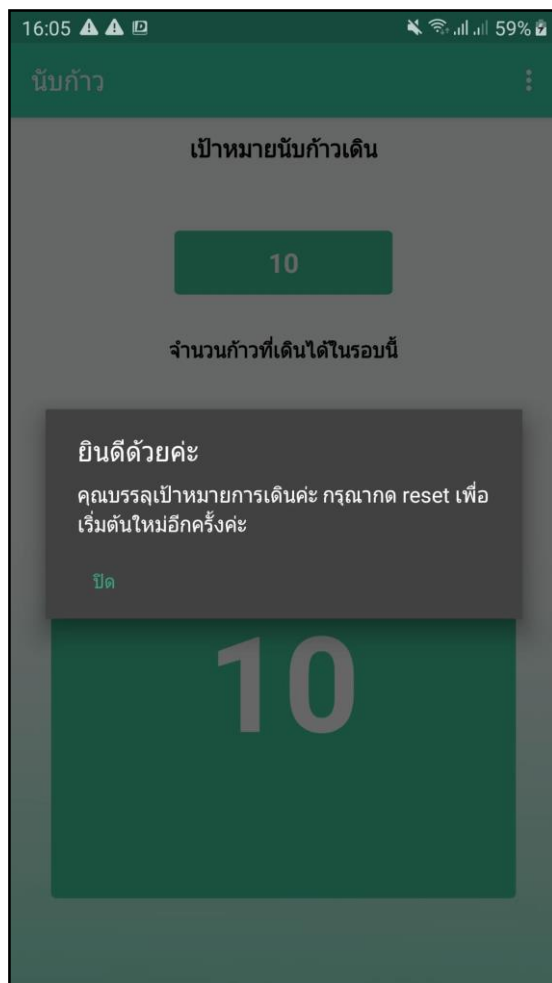 16:05 59%
นับก้าว
เป้าหมายนับก้าวเดิน
10
จำนวนก้าวที่เดินได้ในรอบนี้
ยินดีด้วยค่ะ
คุณบรรลุเป้าหมายการเดินค่ะ กรุณากด reset เพื่อ
เริ่มต้นใหม่อีกครั้งค่ะ
ปิด
10